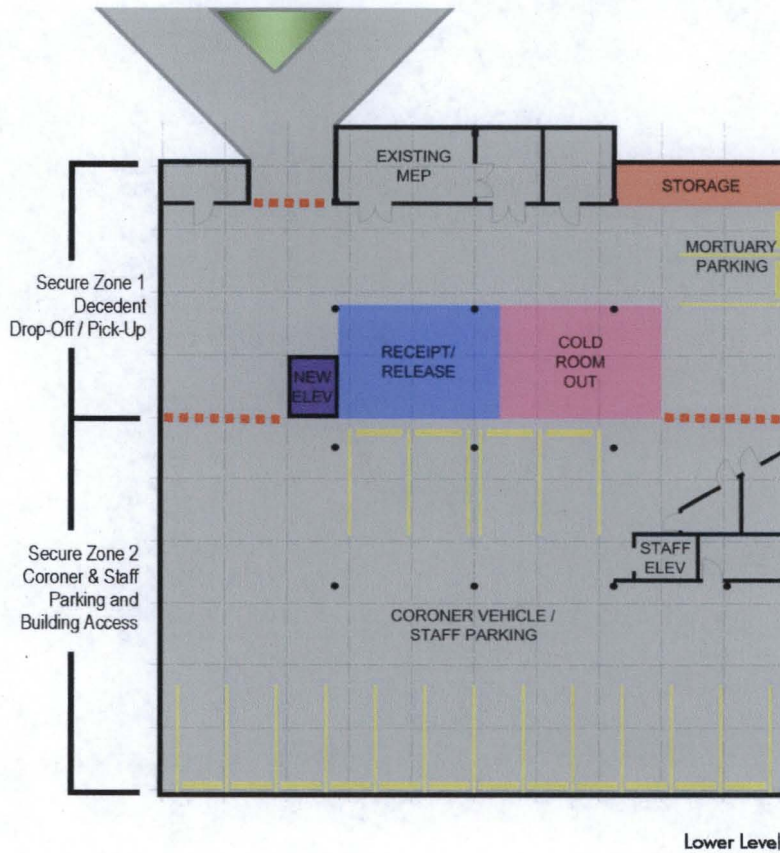 EXISTING
MEP
STORAGE
MORTUARY
PARKING
Secure Zone 1
Decedent
Drop-Off / Pick-Up
RECEIPT/
RELEASE
COLD
ROOM
OUT
NEW
ELEV
Secure Zone 2
Coroner & Staff
Parking and
Building Access
STAFF
ELEV
CORONER VEHICLE /
STAFF PARKING
Lower Level